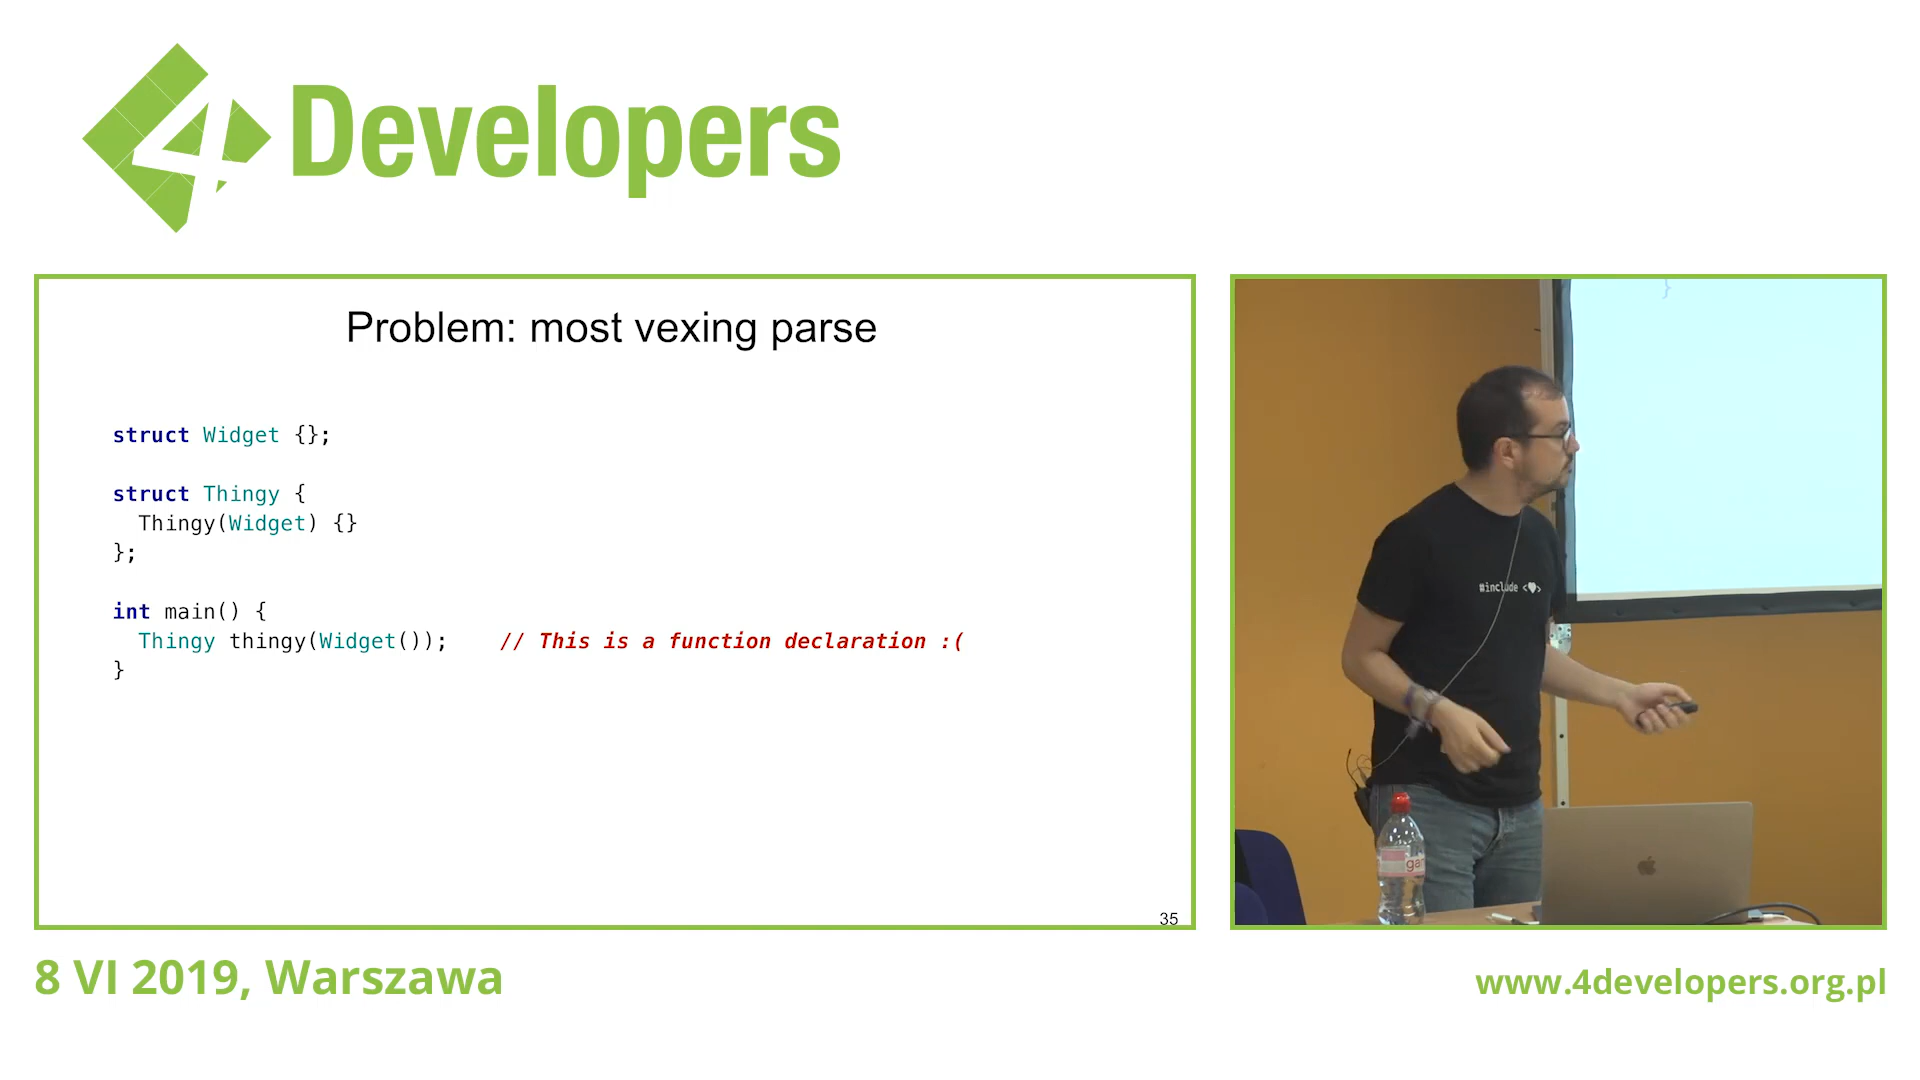 4Developers
Problem: most vexing parse
struct Widget {};
struct Thingy {
Thingy(Widget) {}
};
int main() {
Thingy thingy(Widget()); // This is a function declaration :(
}
35
}
#include <♥>
gar
8 VI 2019, Warszawa
www.4developers.org.pl